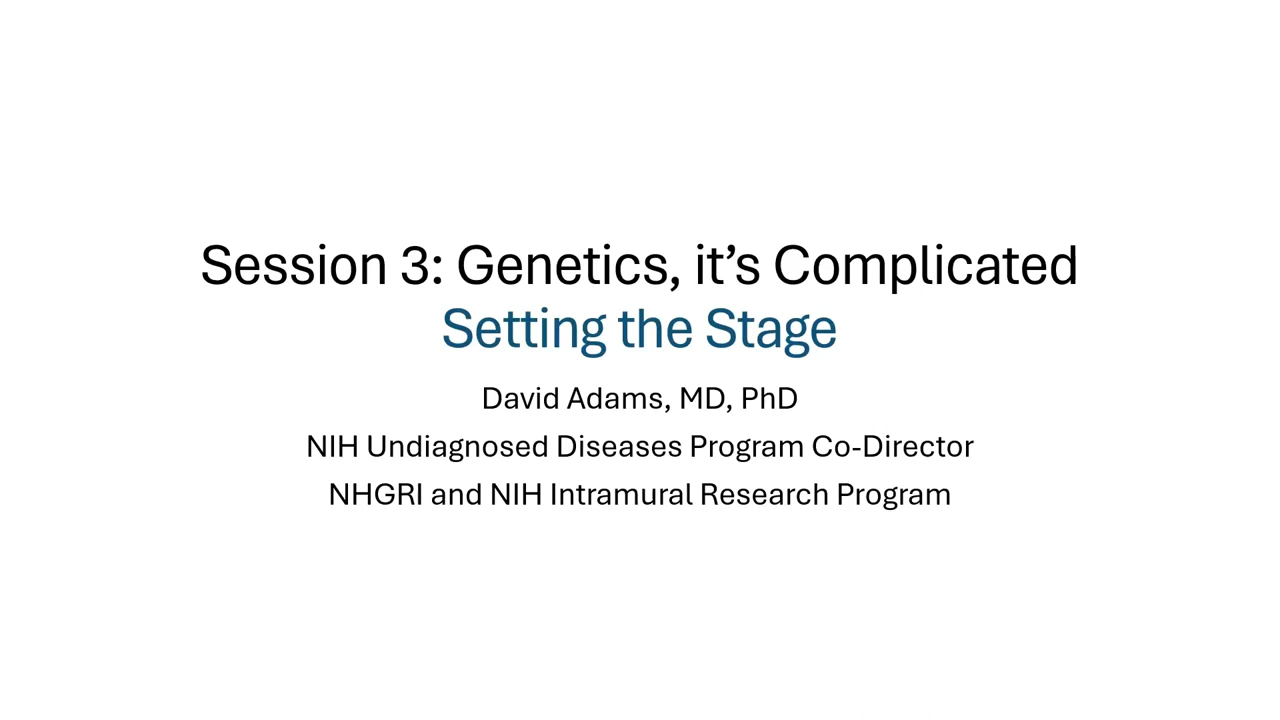 Session 3: Genetics, it’s Complicated
Setting the Stage
David Adams, MD, PhD
NIH Undiagnosed Diseases Program Co-Director
NHGRI and NIH Intramural Research Program